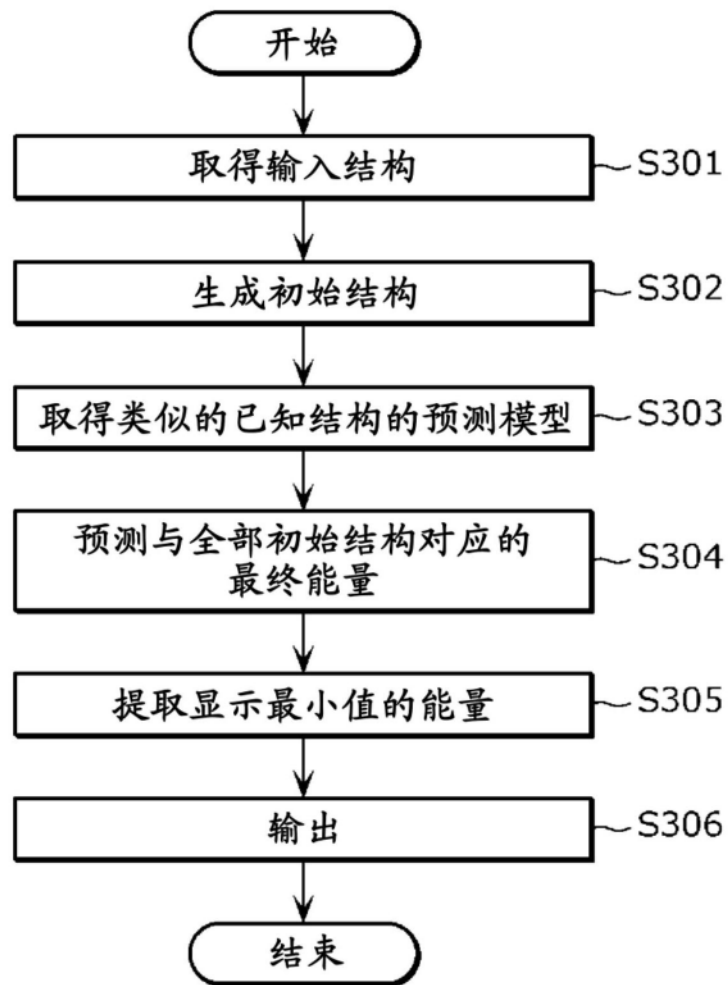 开始
取得输入结构
S301
生成初始结构
S302
取得类似的已知结构的预测模型
S303
预测与全部初始结构对应的
最终能量
S304
提取显示最小值的能量
S305
输出
S306
结束